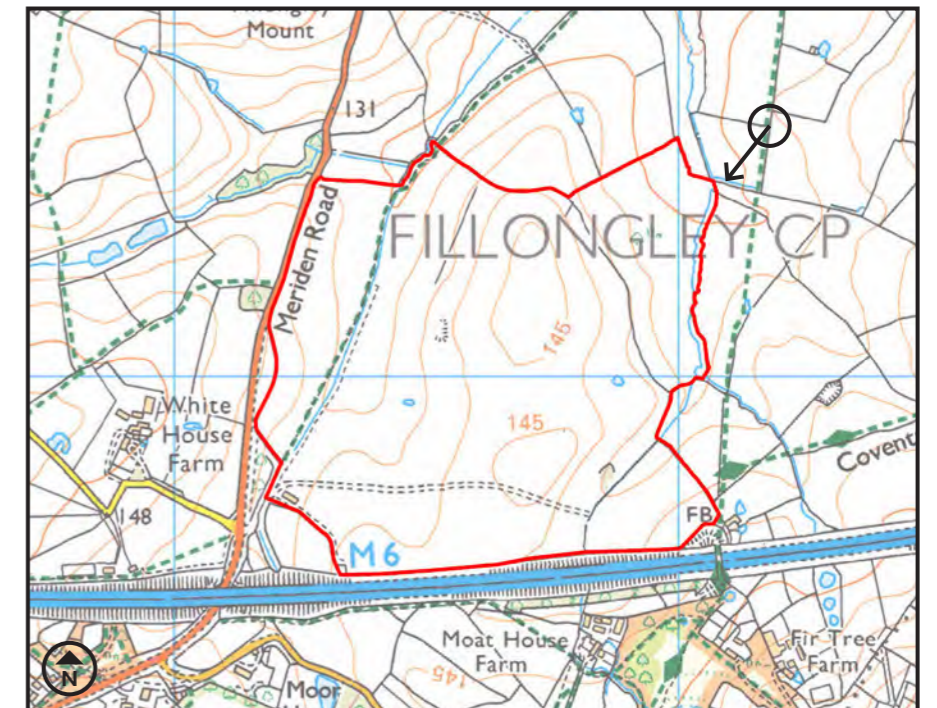 Mount
131
Meriden Road
FILLONGLEY CP
145
White
House
Farm
145
Covent
148
FB
M 6
Moat House
Farm
Fir Tree
Farm
145
Moor
N